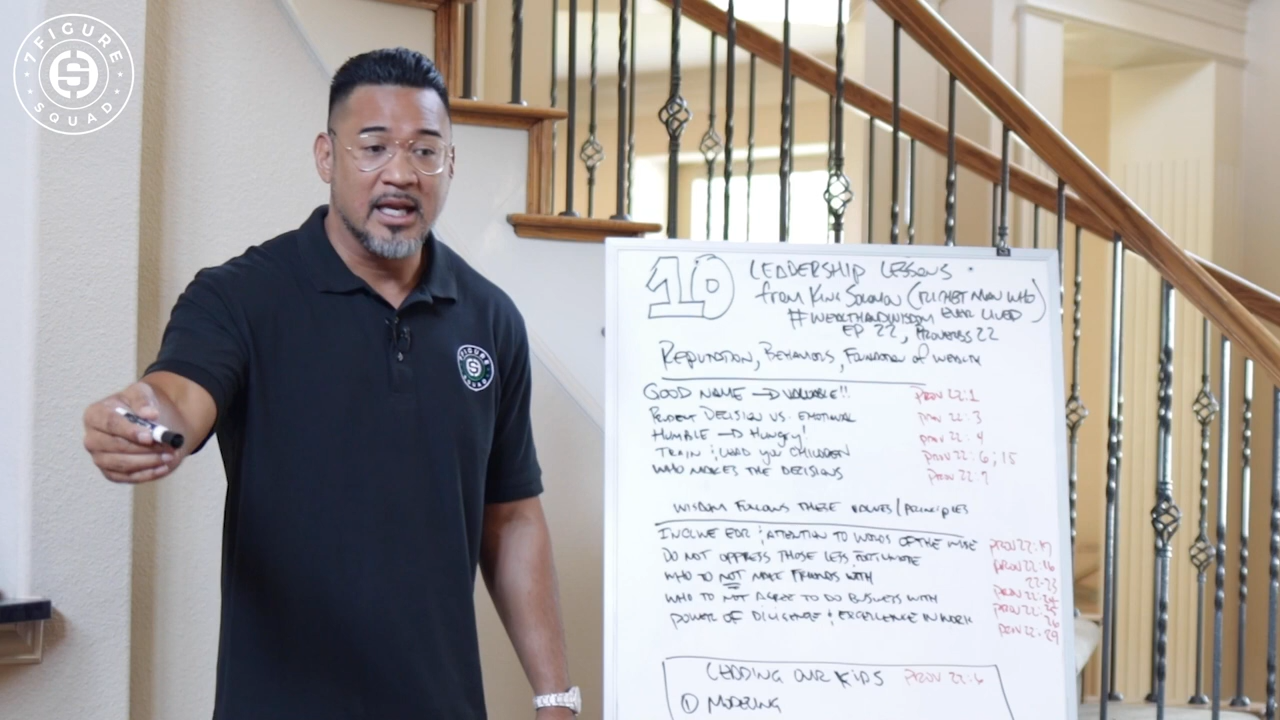 7 FIGURE SQUAD
7 FIGURE SQUAD
10 LEADERSHIP LESSONS
from KING SOLOMON (RICHEST MAN WHO
#WEALTHANDWISDOM EVER LIVED)
EP 22, PROVERBS 22
REPUTATION, BEHAVIORS, FOUNDATION of WEALTH
GOOD NAME → VALUABLE!! PROV 22:1
PRUDENT DECISION VS. EMOTIONAL PROV 22:3
HUMBLE → HUNGRY! PROV 22:4
TRAIN & LEAD YOUR CHILDREN PROV 22:6; 15
WHO MAKES THE DECISIONS PROV 22:7
WISDOM FOLLOWS THESE VALUES/PRINCIPLES
INCLINE EAR & ATTENTION TO WORDS OF THE WISE PROV 22:17
DO NOT OPPRESS THOSE LESS FORTUNATE PROV 22:16
22-23
WHO TO NOT MAKE FRIENDS WITH PROV 22:24
WHO TO NOT AGREE TO DO BUSINESS WITH PROV 22:
26
POWER OF DILIGENCE & EXCELLENCE IN WORK PROV 22:29
OUR KIDS PROV 22:6
① MODELING